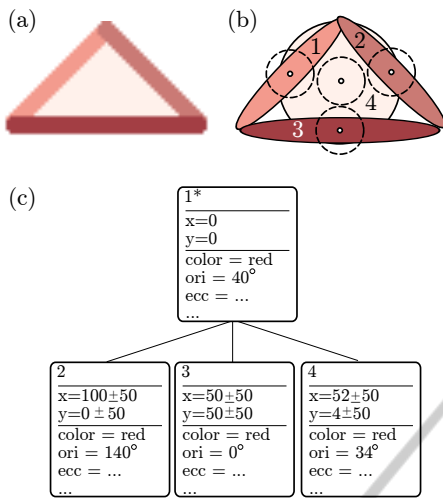 (a)
(b)
1
2
4
3
(c)
1*
x=0
y=0
color = red
ori = 40°
ecc = ...
...
2
x=100±50
y=0 ± 50
color = red
ori = 140°
ecc = ...
...
3
x=50±50
y=50±50
color = red
ori = 0°
ecc = ...
...
4
x=52±50
y=4±50
color = red
ori = 34°
ecc = ...
...